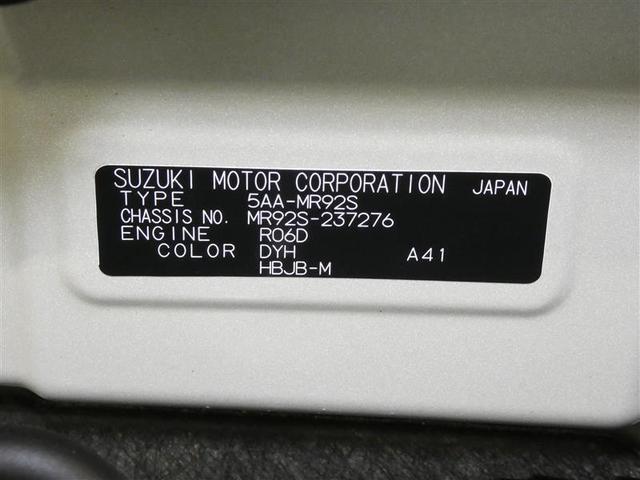 SUZUKI MOTOR CORPORATION JAPAN
TYPE 5AA-MR92S
CHASSIS NO. MR92S-237276
ENGINE R06D
COLOR DYH A41
HBJB-M